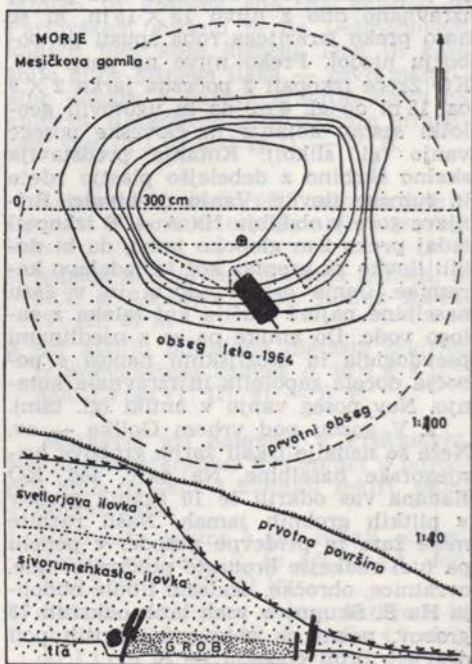 MORJE
Mesičkova gomila
0
300 cm
obseg leta 1964
prvotni obseg
1:200
svetlorjava ilovka
prvotna površina
1:40
sivorumenkasta ilovka
tla
GROB